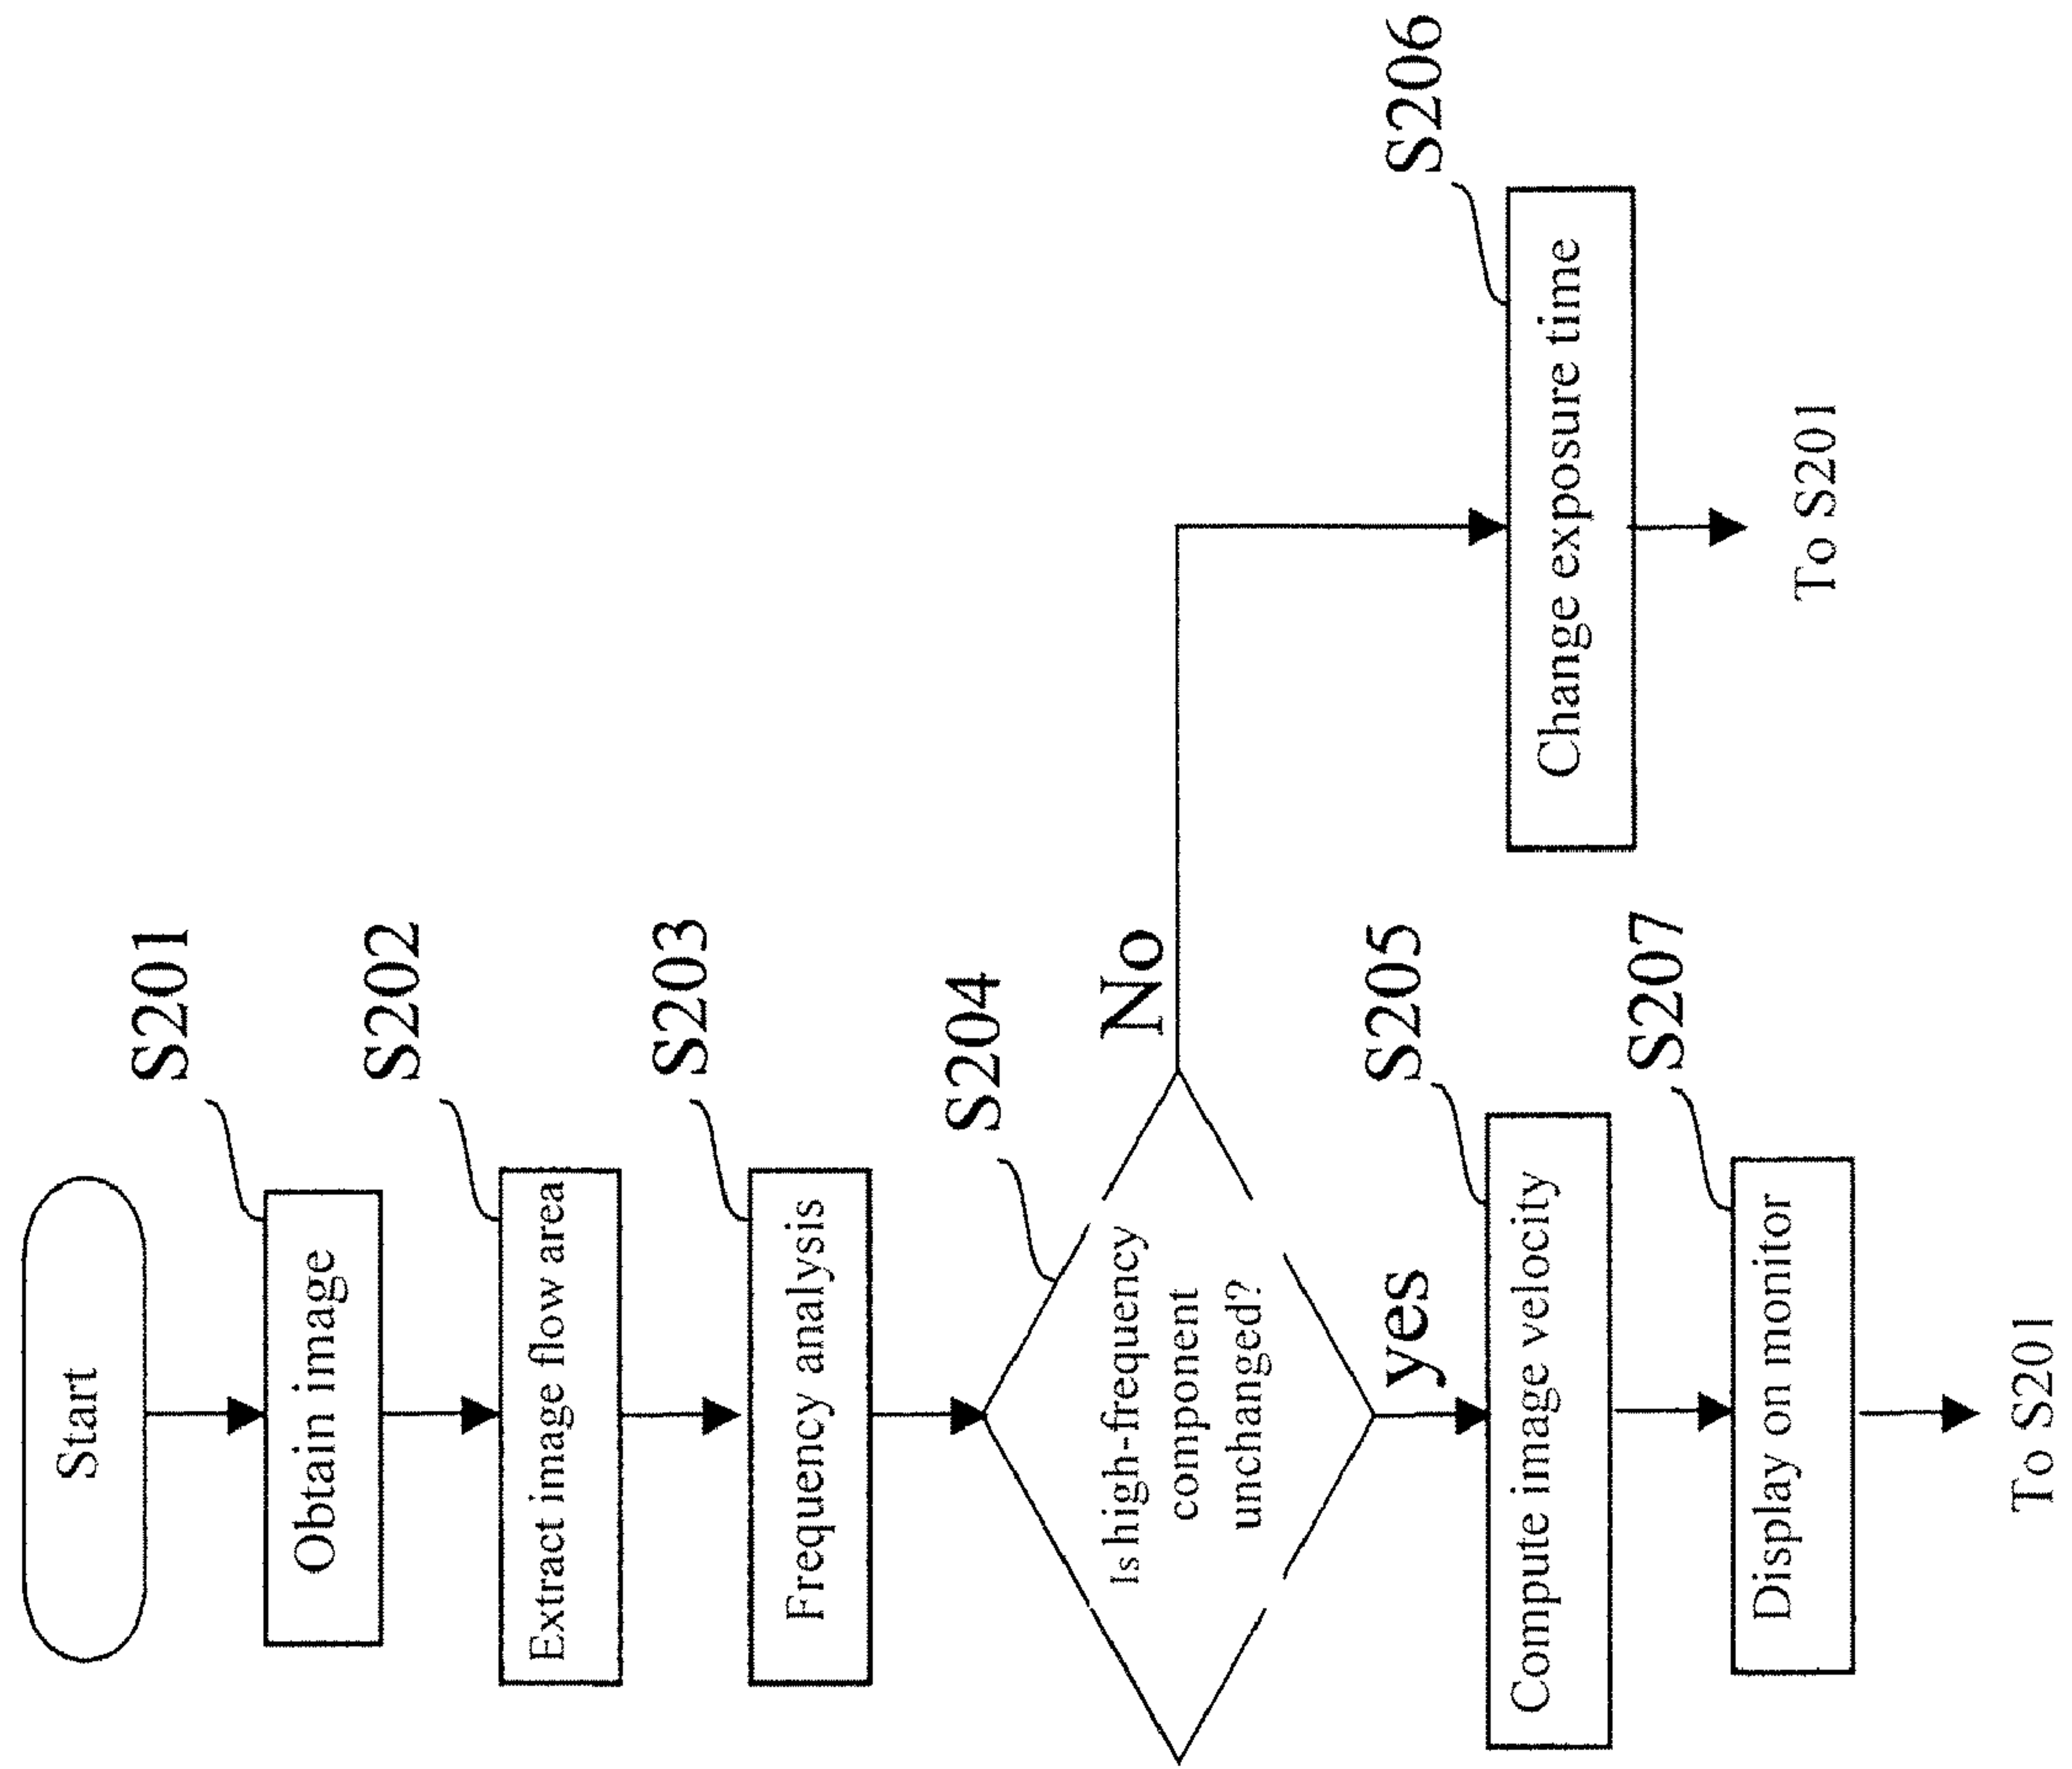 Start
S201
Obtain image
S202
Extract image flow area
S203
Frequency analysis
S204
Is high-frequency
component
unchanged?
No
yes
S205
Compute image velocity
S207
Display on monitor
To S201
S206
Change exposure time
To S201